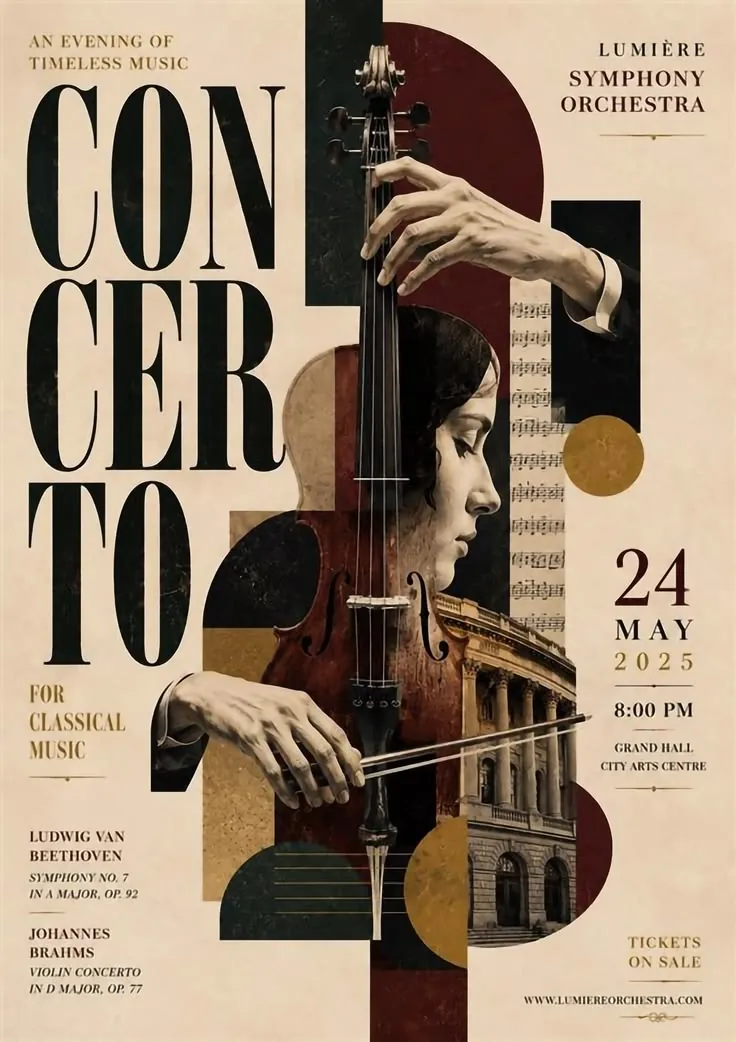 AN EVENING OF
TIMELESS MUSIC
CON
CER
TO
FOR
CLASSICAL
MUSIC
LUDWIG VAN
BEETHOVEN
SYMPHONY NO. 7
IN A MAJOR, OP. 92
JOHANNES
BRAHMS
VIOLIN CONCERTO
IN D MAJOR, OP. 77
LUMIÈRE
SYMPHONY
ORCHESTRA
24
MAY
2025
8:00 PM
GRAND HALL
CITY ARTS CENTRE
TICKETS
ON SALE
WWW.LUMIEREORCHESTRA.COM